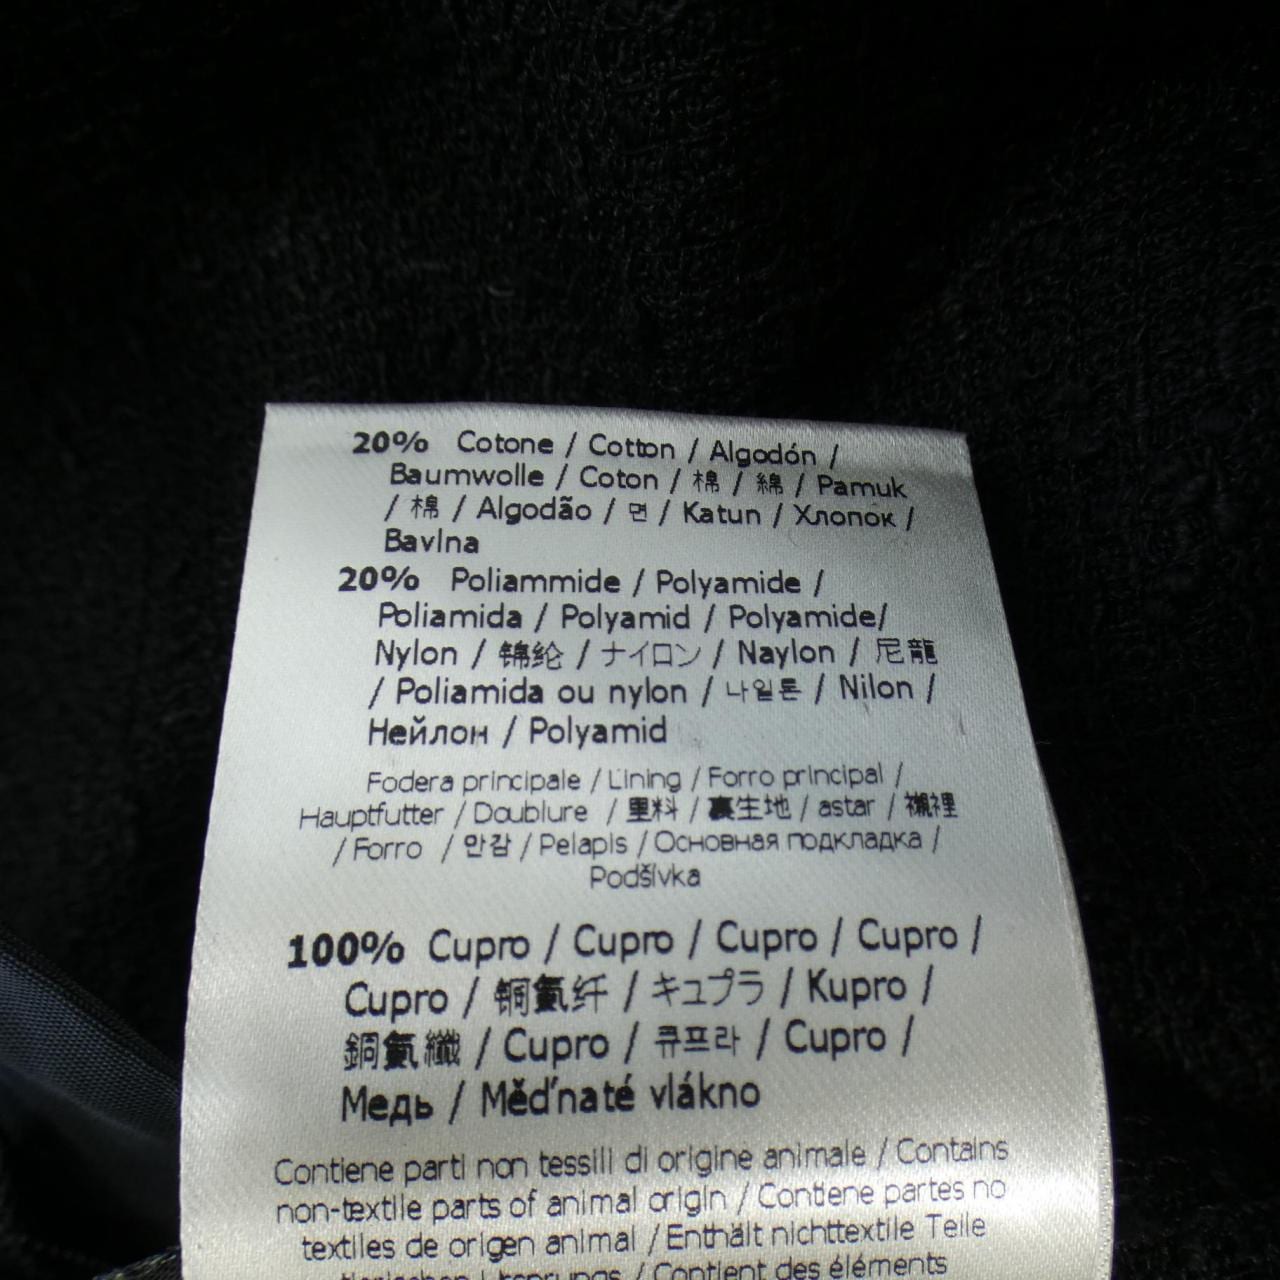 20% Cotone / Cotton / Algodón /
Baumwolle / Coton / 棉 / 綿 / Pamuk
/ 棉 / Algodão / 면 / Katun / Хлопок /
Bavlna
20% Poliammide / Polyamide /
Poliamida / Polyamid / Polyamide/
Nylon / 锦纶 / ナイロン / Naylon / 尼龍
/ Poliamida ou nylon / 나일론 / Nilon /
Нейлон / Polyamid
Fodera principale / Lining / Forro principal /
Hauptfutter / Doublure / 里料 / 裏生地 / astar / 襯裡
/ Forro / 안감 / Pelapis / Основная подкладка /
Podšívka
100% Cupro / Cupro / Cupro / Cupro /
Cupro / 铜氨纤 / キュプラ / Kupro /
銅氨纖 / Cupro / 큐프라 / Cupro /
Медь / Měďnaté vlákno
Contiene parti non tessili di origine animale / Contains
non-textile parts of animal origin / Contiene partes no
textiles de origen animal / Enthält nichttextile Teile
tierischen Ursprungs / Contient des éléments